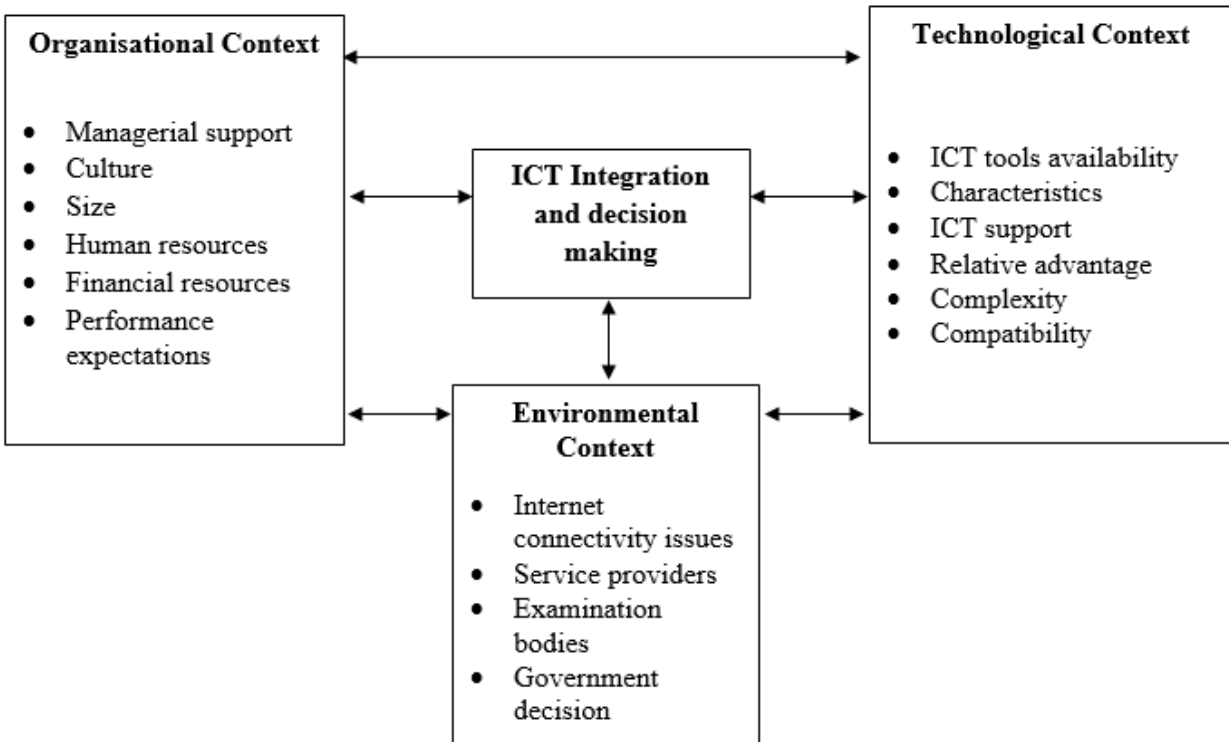 Organisational Context
Managerial support
Culture
Size
Human resources
Financial resources
Performance
expectations
ICT Integration
and decision
making
Technological Context
ICT tools availability
Characteristics
ICT support
Relative advantage
Complexity
Compatibility
Environmental
Context
Internet
connectivity issues
Service providers
Examination
bodies
Government
decision